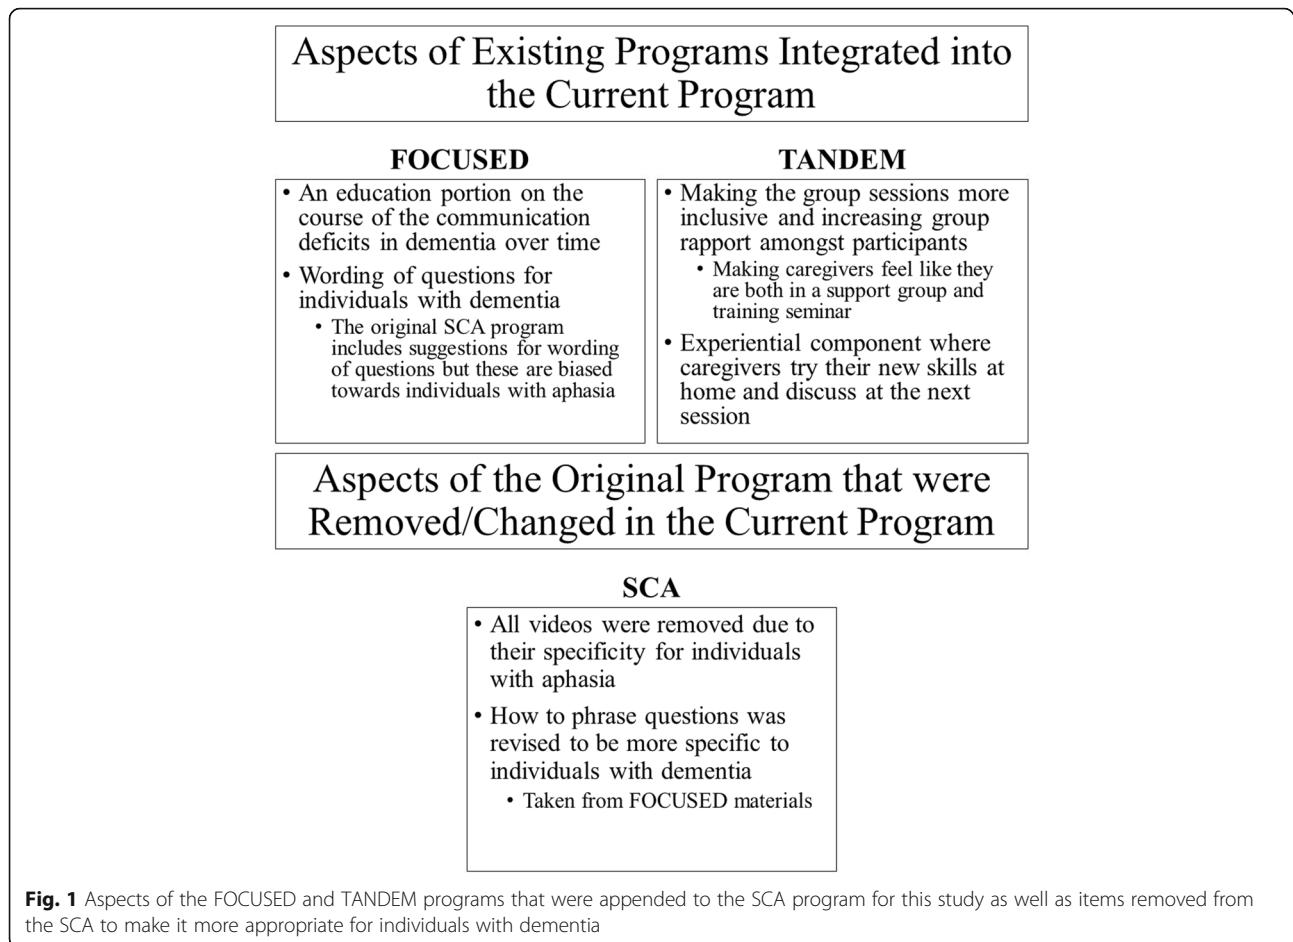 Aspects of Existing Programs Integrated into
the Current Program
FOCUSED
• An education portion on the
course of the communication
deficits in dementia over time
• Wording of questions for
individuals with dementia
• The original SCA program
includes suggestions for wording
of questions but these are biased
towards individuals with aphasia
TANDEM
• Making the group sessions more
inclusive and increasing group
rapport amongst participants
• Making caregivers feel like they
are both in a support group and
training seminar
• Experiential component where
caregivers try their new skills at
home and discuss at the next
session
Aspects of the Original Program that were
Removed/Changed in the Current Program
SCA
• All videos were removed due to
their specificity for individuals
with aphasia
• How to phrase questions was
revised to be more specific to
individuals with dementia
• Taken from FOCUSED materials
Fig. 1 Aspects of the FOCUSED and TANDEM programs that were appended to the SCA program for this study as well as items removed from
the SCA to make it more appropriate for individuals with dementia